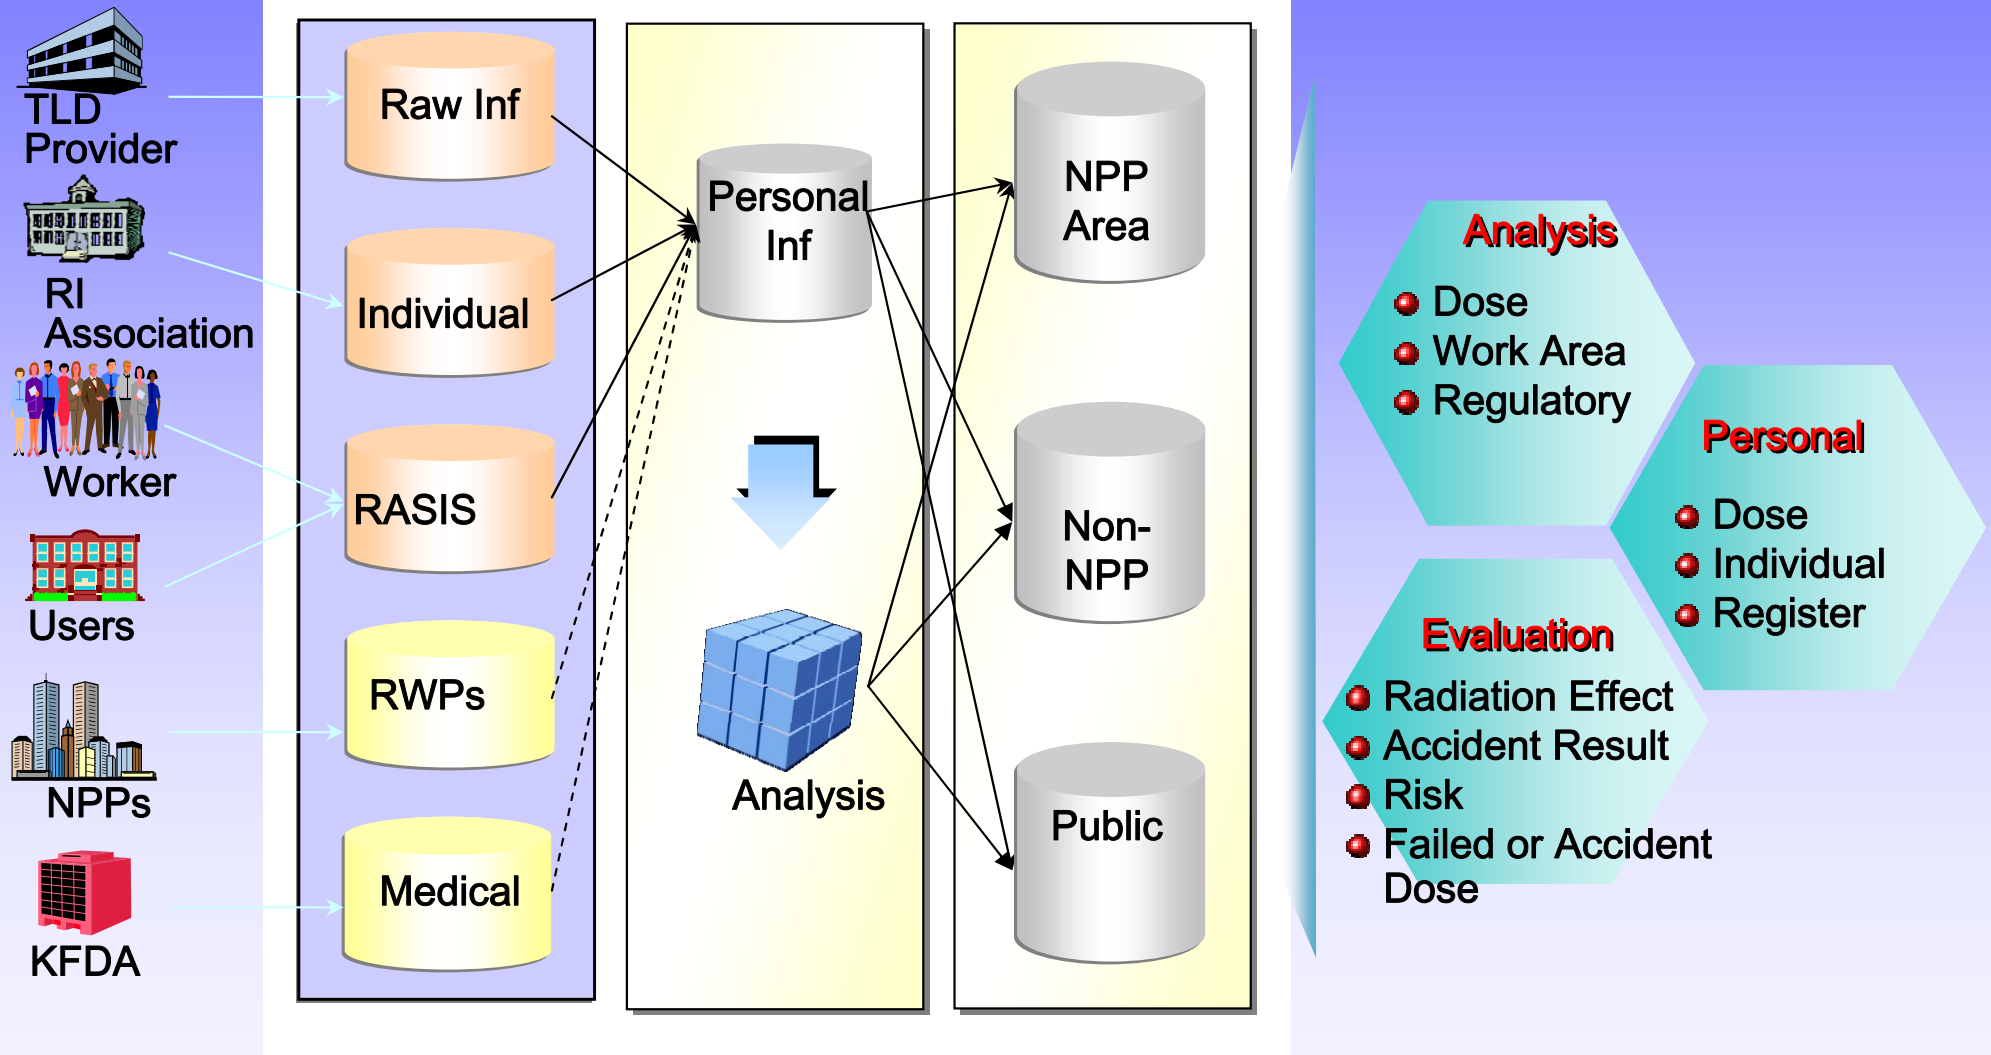 TLD
Provider
RI
Association
Worker
Users
NPPs
KFDA
Raw Inf
Individual
RASIS
RWPs
Medical
Personal
Inf
Analysis
NPP
Area
Non-
NPP
Public
Analysis
Dose
Work Area
Regulatory
Personal
Dose
Individual
Register
Evaluation
Radiation Effect
Accident Result
Risk
Failed or Accident
Dose